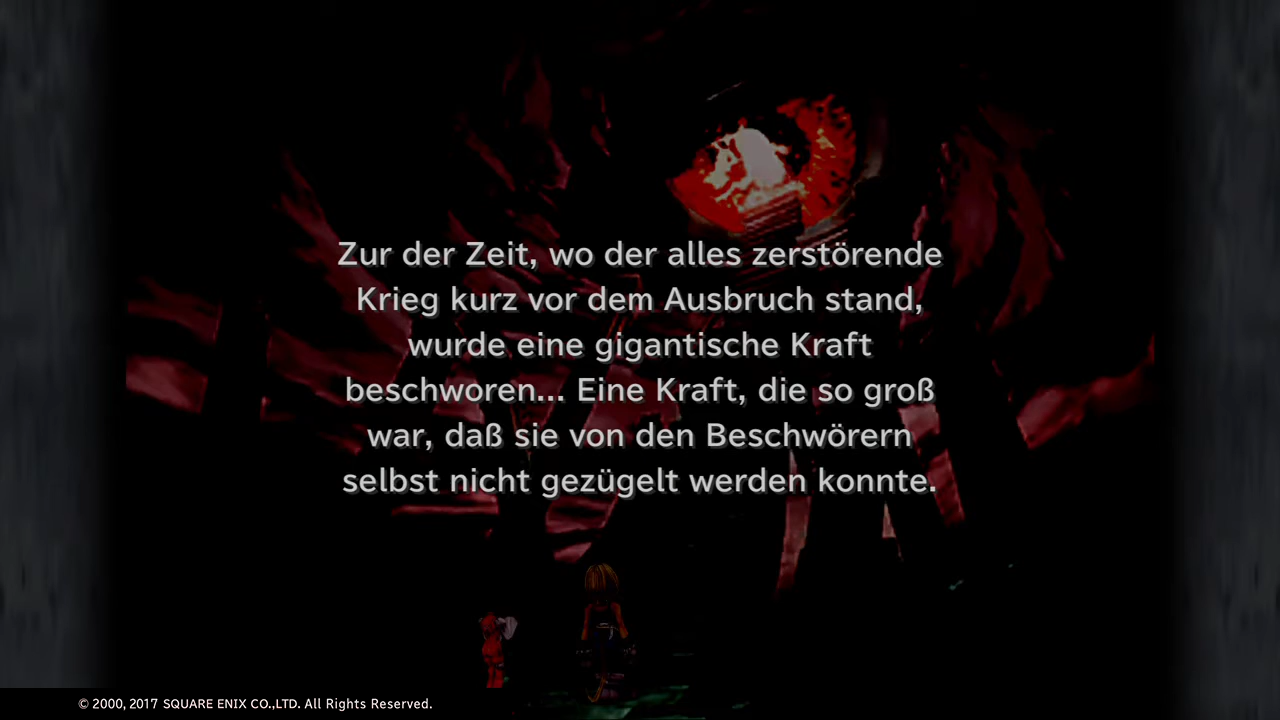 Zur der Zeit, wo der alles zerstörende
Krieg kurz vor dem Ausbruch stand,
wurde eine gigantische Kraft
beschworen... Eine Kraft, die so groß
war, daß sie von den Beschwörern
selbst nicht gezügelt werden konnte.
© 2000, 2017 SQUARE ENIX CO.,LTD. All Rights Reserved.